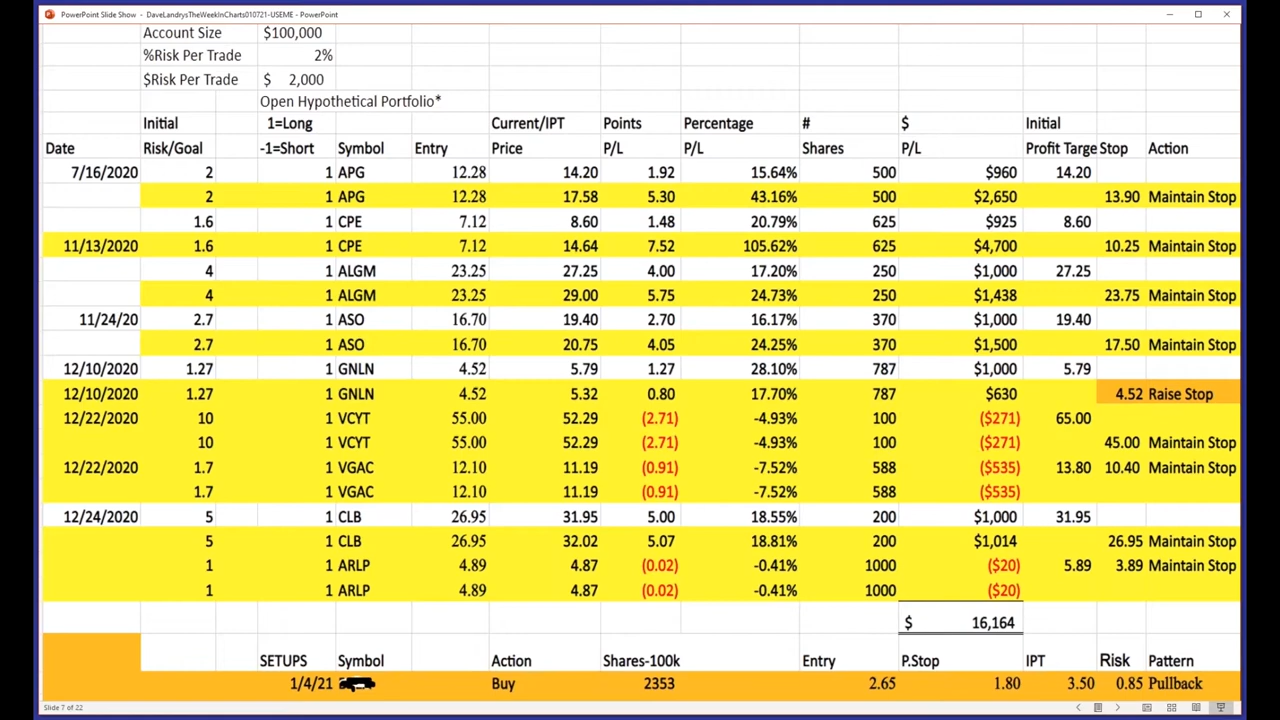 PowerPoint Slide Show - DaveLandrysTheWeekInCharts010721-USEME - PowerPoint
Account Size $100,000
%Risk Per Trade 2%
$Risk Per Trade $ 2,000
Open Hypothetical Portfolio*
Initial 1=Long Current/IPT Points Percentage # $ Initial
Date Risk/Goal -1=Short Symbol Entry Price P/L P/L Shares P/L Profit Targe Stop Action
7/16/2020 2 1 APG 12.28 14.20 1.92 15.64% 500 $960 14.20
2 1 APG 12.28 17.58 5.30 43.16% 500 $2,650 13.90 Maintain Stop
1.6 1 CPE 7.12 8.60 1.48 20.79% 625 $925 8.60
11/13/2020 1.6 1 CPE 7.12 14.64 7.52 105.62% 625 $4,700 10.25 Maintain Stop
4 1 ALGM 23.25 27.25 4.00 17.20% 250 $1,000 27.25
4 1 ALGM 23.25 29.00 5.75 24.73% 250 $1,438 23.75 Maintain Stop
11/24/20 2.7 1 ASO 16.70 19.40 2.70 16.17% 370 $1,000 19.40
2.7 1 ASO 16.70 20.75 4.05 24.25% 370 $1,500 17.50 Maintain Stop
12/10/2020 1.27 1 GNLN 4.52 5.79 1.27 28.10% 787 $1,000 5.79
12/10/2020 1.27 1 GNLN 4.52 5.32 0.80 17.70% 787 $630 4.52 Raise Stop
12/22/2020 10 1 VCYT 55.00 52.29 (2.71) -4.93% 100 ($271) 65.00
10 1 VCYT 55.00 52.29 (2.71) -4.93% 100 ($271) 45.00 Maintain Stop
12/22/2020 1.7 1 VGAC 12.10 11.19 (0.91) -7.52% 588 ($535) 13.80 10.40 Maintain Stop
1.7 1 VGAC 12.10 11.19 (0.91) -7.52% 588 ($535)
12/24/2020 5 1 CLB 26.95 31.95 5.00 18.55% 200 $1,000 31.95
5 1 CLB 26.95 32.02 5.07 18.81% 200 $1,014 26.95 Maintain Stop
1 1 ARLP 4.89 4.87 (0.02) -0.41% 1000 ($20) 5.89 3.89 Maintain Stop
1 1 ARLP 4.89 4.87 (0.02) -0.41% 1000 ($20)
$ 16,164
SETUPS Symbol Action Shares-100k Entry P.Stop IPT Risk Pattern
1/4/21 Buy 2353 2.65 1.80 3.50 0.85 Pullback
Slide 7 of 22